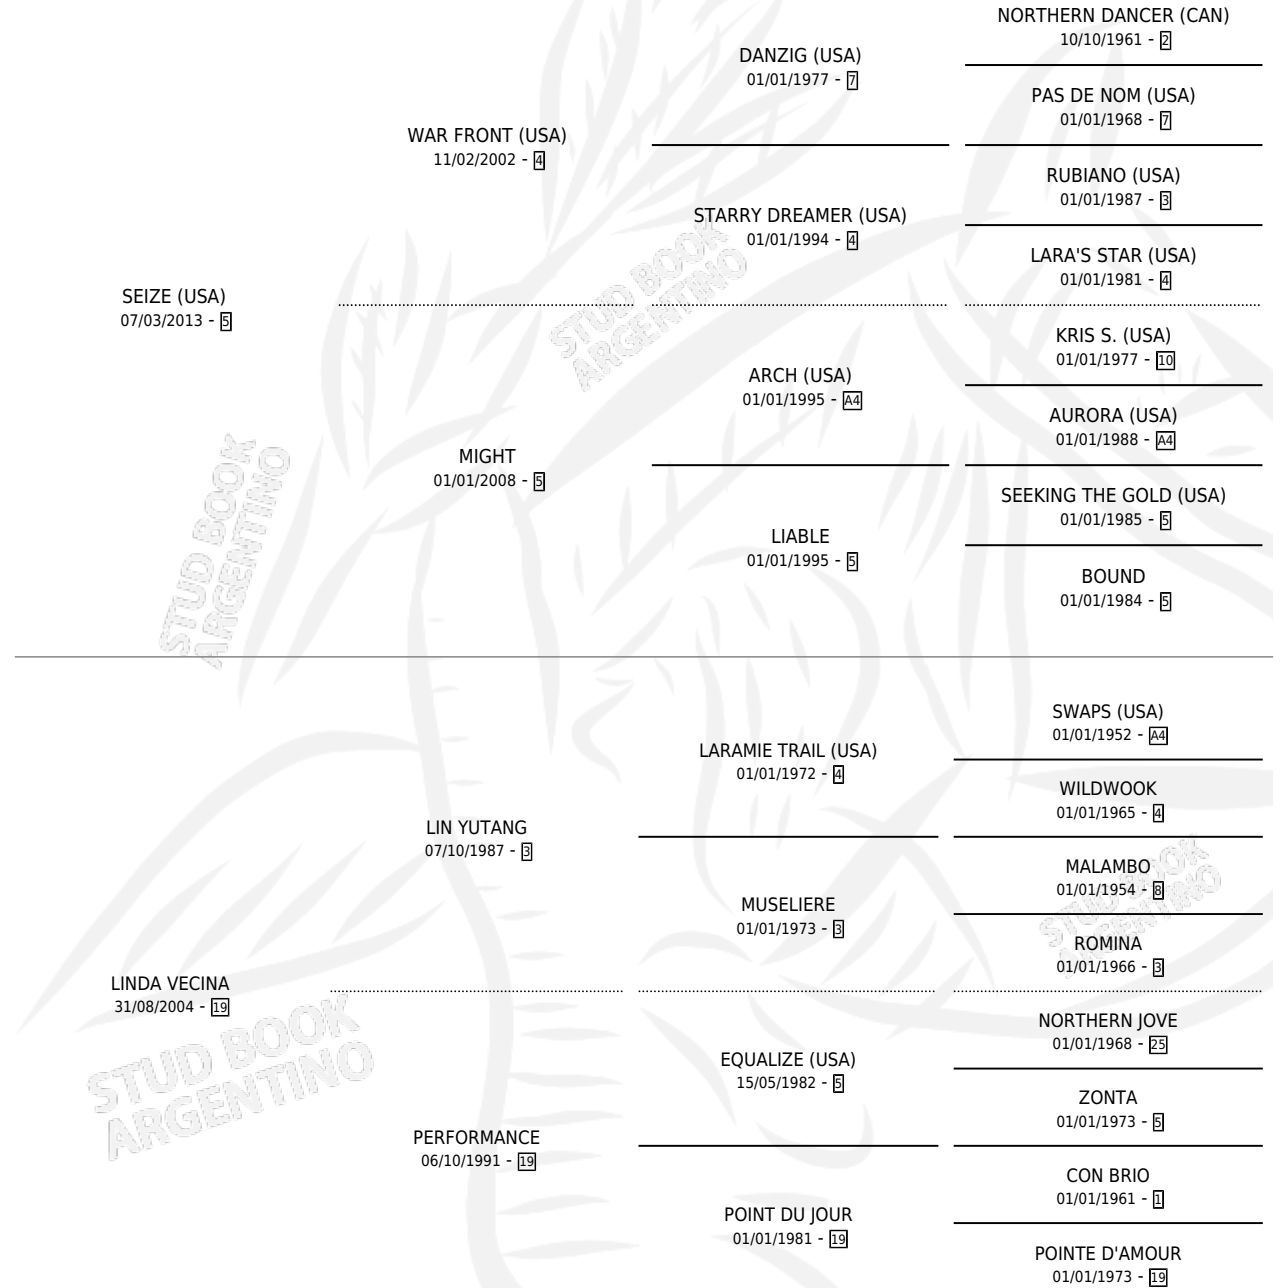 NORTHERN DANCER (CAN)
10/10/1961 - 2
DANZIG (USA)
01/01/1977 - 7
PAS DE NOM (USA)
01/01/1968 - 7
WAR FRONT (USA)
11/02/2002 - 4
RUBIANO (USA)
01/01/1987 - 3
STARRY DREAMER (USA)
01/01/1994 - 4
LARA'S STAR (USA)
01/01/1981 - 4
SEIZE (USA)
07/03/2013 - 5
KRIS S. (USA)
01/01/1977 - 10
ARCH (USA)
01/01/1995 - A4
AURORA (USA)
01/01/1988 - A4
MIGHT
01/01/2008 - 5
SEEKING THE GOLD (USA)
01/01/1985 - 5
LIABLE
01/01/1995 - 5
BOUND
01/01/1984 - 5
SWAPS (USA)
01/01/1952 - A4
LARAMIE TRAIL (USA)
01/01/1972 - 4
WILDWOOK
01/01/1965 - 4
LIN YUTANG
07/10/1987 - 3
MALAMBO
01/01/1954 - 8
MUSELIERE
01/01/1973 - 3
ROMINA
01/01/1966 - 3
LINDA VECINA
31/08/2004 - 19
NORTHERN JOVE
01/01/1968 - 25
EQUALIZE (USA)
15/05/1982 - 5
ZONTA
01/01/1973 - 5
PERFORMANCE
06/10/1991 - 19
CON BRIO
01/01/1961 - 1
POINT DU JOUR
01/01/1981 - 19
POINTE D'AMOUR
01/01/1973 - 19
STUD BOOK
ARGENTINO
STUD BOOK
ARGENTINO
STUD BOOK
ARGENTINO
STUD BOOK
ARGENTINO